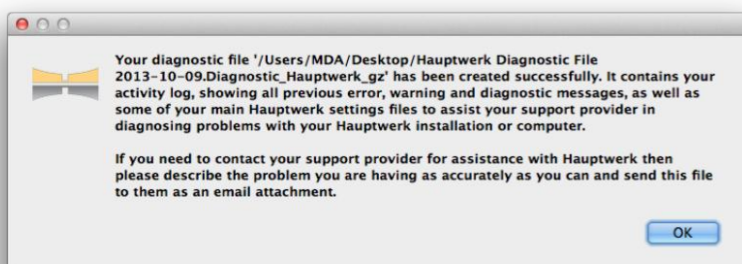 Your diagnostic file '/Users/MDA/Desktop/Hauptwerk Diagnostic File
2013-10-09.Diagnostic_Hauptwerk_gz' has been created successfully. It contains your
activity log, showing all previous error, warning and diagnostic messages, as well as
some of your main Hauptwerk settings files to assist your support provider in
diagnosing problems with your Hauptwerk installation or computer.
If you need to contact your support provider for assistance with Hauptwerk then
please describe the problem you are having as accurately as you can and send this file
to them as an email attachment.
OK